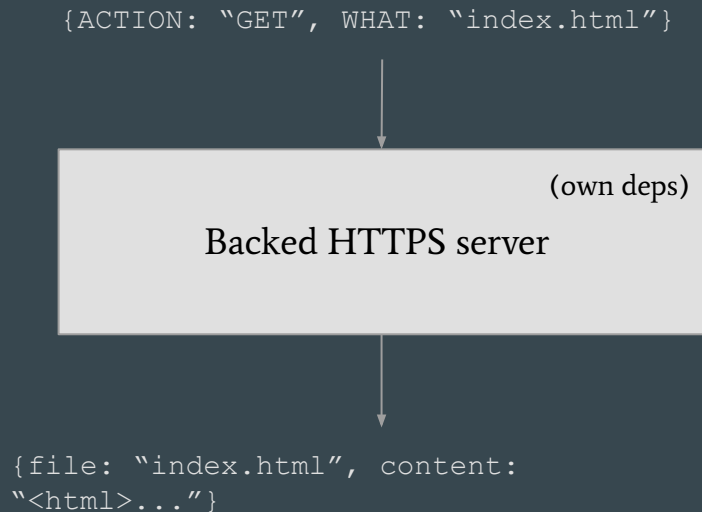 {ACTION: “GET”, WHAT: “index.html”}
(own deps)
Backed HTTPS server
{file: “index.html”, content:
“<html>...”}